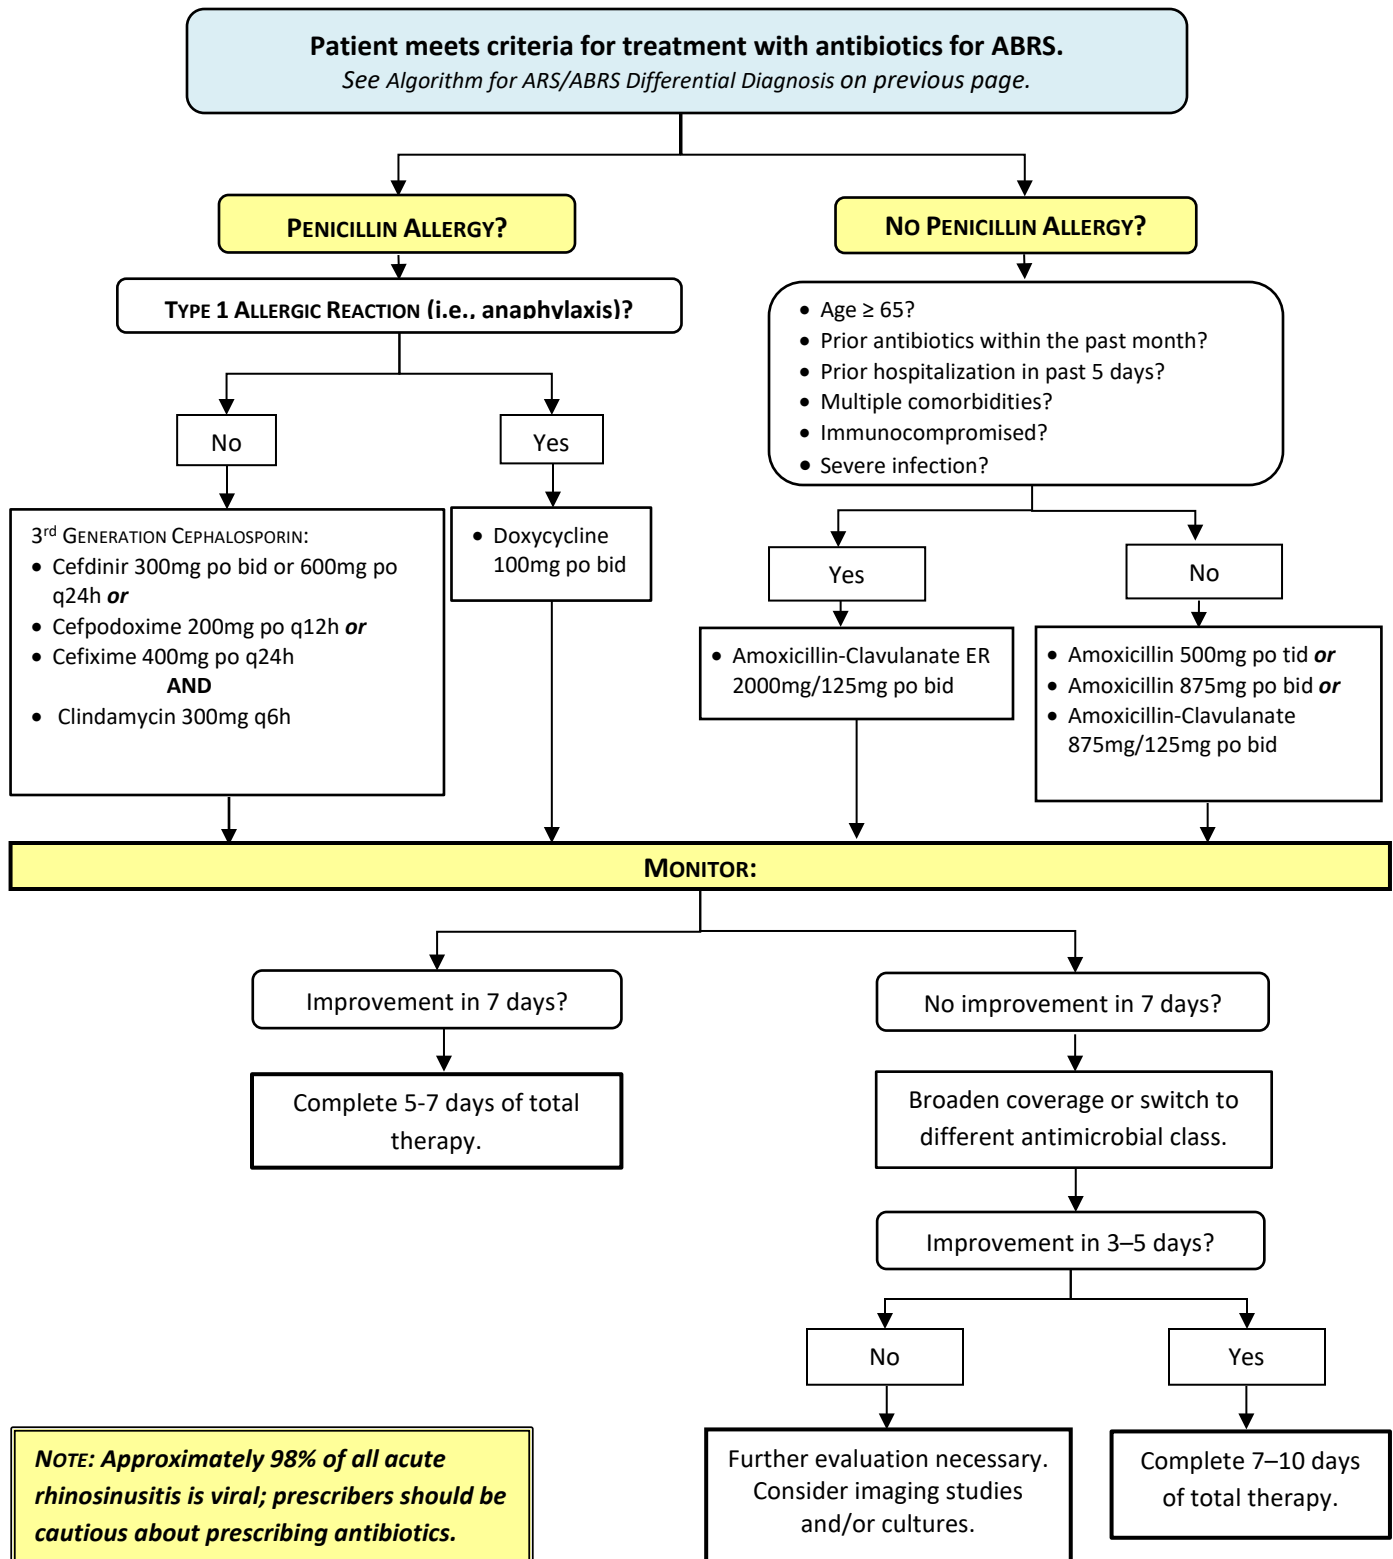 Patient meets criteria for treatment with antibiotics for ABRS.
See Algorithm for ARS/ABRS Differential Diagnosis on previous page.
PENICILLIN ALLERGY?
NO PENICILLIN ALLERGY?
TYPE 1 ALLERGIC REACTION (i.e., anaphylaxis)?
• Age ≥ 65?
• Prior antibiotics within the past month?
• Prior hospitalization in past 5 days?
• Multiple comorbidities?
• Immunocompromised?
• Severe infection?
No
Yes
3rd GENERATION CEPHALOSPORIN:
• Cefdinir 300mg po bid or 600mg po
q24h or
• Cefpodoxime 200mg po q12h or
• Cefixime 400mg po q24h
AND
• Clindamycin 300mg q6h
• Doxycycline
100mg po bid
Yes
No
• Amoxicillin-Clavulanate ER
2000mg/125mg po bid
• Amoxicillin 500mg po tid or
• Amoxicillin 875mg po bid or
• Amoxicillin-Clavulanate
875mg/125mg po bid
MONITOR:
Improvement in 7 days?
No improvement in 7 days?
Complete 5-7 days of total
therapy.
Broaden coverage or switch to
different antimicrobial class.
Improvement in 3–5 days?
No
Yes
Further evaluation necessary.
Consider imaging studies
and/or cultures.
Complete 7–10 days
of total therapy.
NOTE: Approximately 98% of all acute
rhinosinusitis is viral; prescribers should be
cautious about prescribing antibiotics.